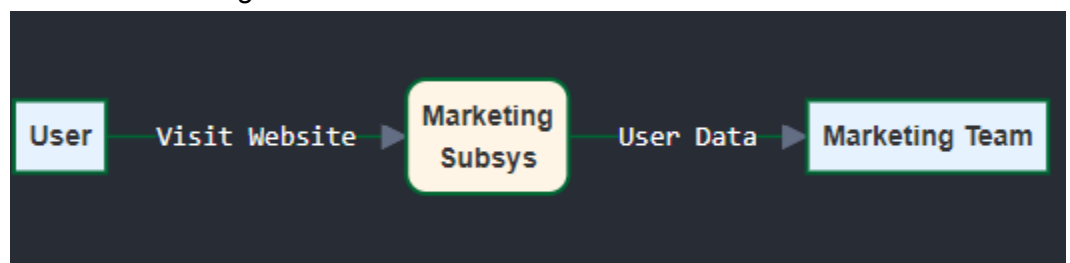 User
Visit Website
Marketing
Subsys
User Data
Marketing Team